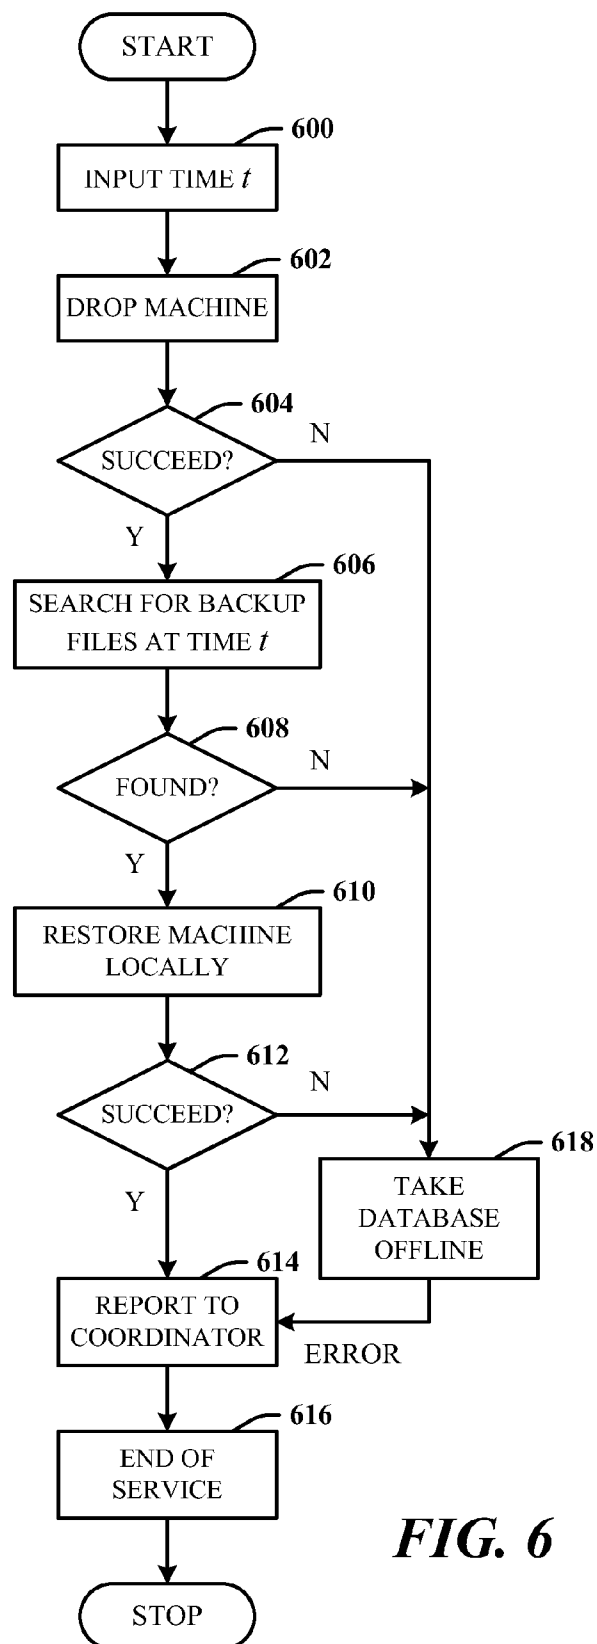 START
600
INPUT TIME t
602
DROP MACHINE
604
SUCCEED?
N
Y
606
SEARCH FOR BACKUP
FILES AT TIME t
608
FOUND?
N
Y
610
RESTORE MACHINE
LOCALLY
612
SUCCEED?
N
Y
618
TAKE
DATABASE
OFFLINE
614
REPORT TO
COORDINATOR
ERROR
616
END OF
SERVICE
FIG. 6
STOP